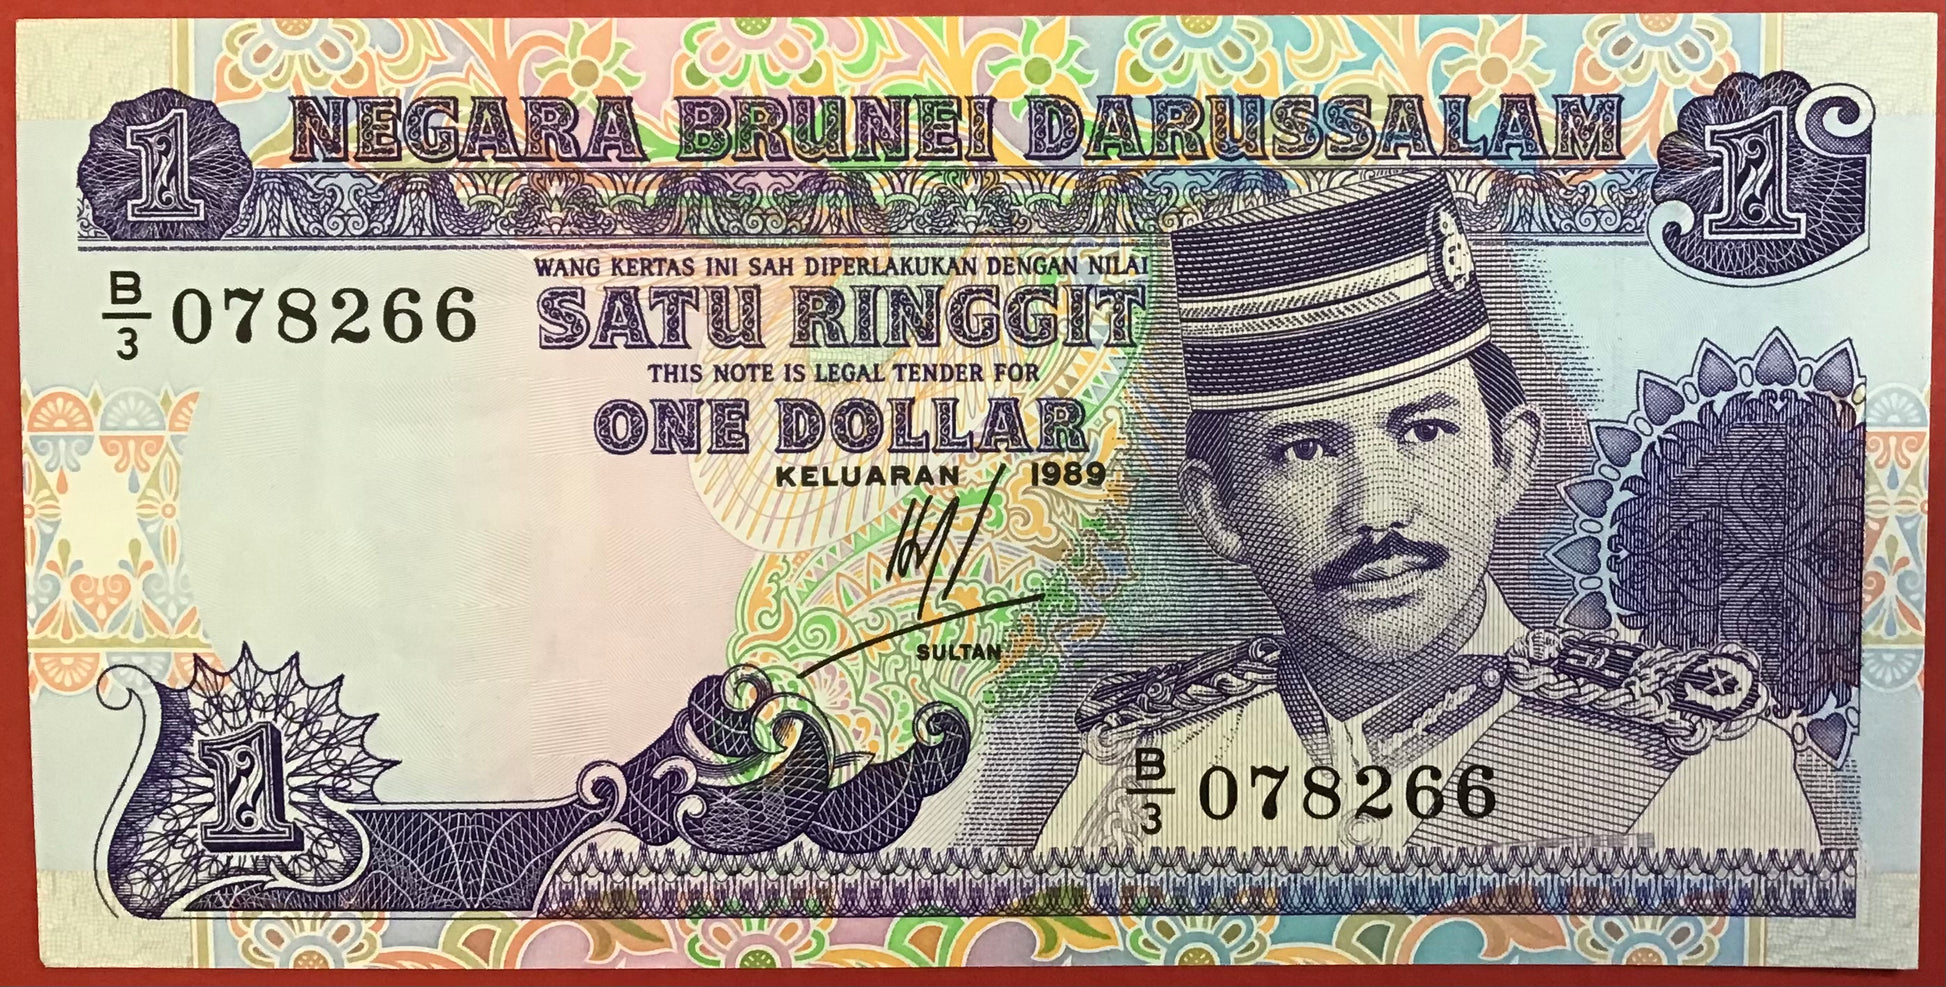 1 NEGARA BRUNEI DARUSSALAM 1
WANG KERTAS INI SAH DIPERLAKUKAN DENGAN NILAI
B/3 078266
SATU RINGGIT
THIS NOTE IS LEGAL TENDER FOR
ONE DOLLAR
KELUARAN 1989
SULTAN
1
B/3 078266